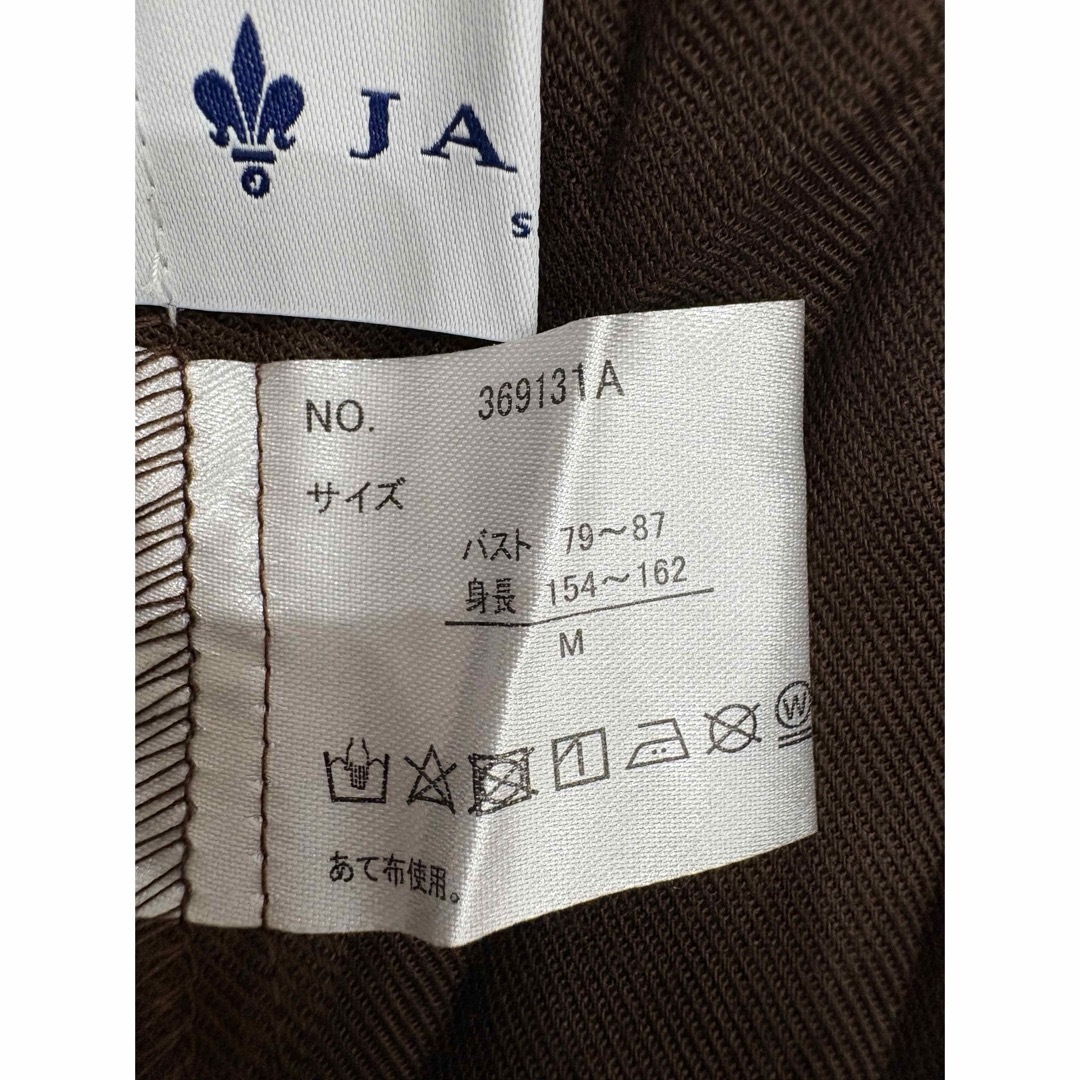 JA
S
NO. 369131A
サイズ
バスト 79～87
身長 154～162
M
W
あて布使用。